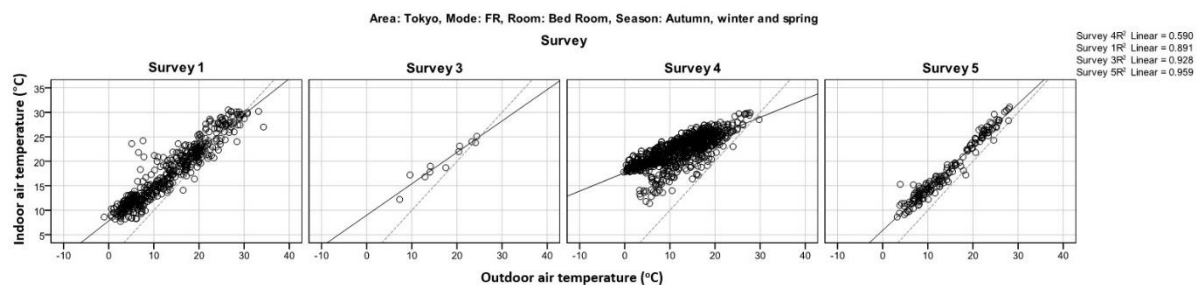 Area: Tokyo, Mode: FR, Room: Bed Room, Season: Autumn, winter and spring
Survey
Survey 4R² Linear = 0.590
Survey 1R² Linear = 0.891
Survey 3R² Linear = 0.928
Survey 5R² Linear = 0.959
Survey 1 Survey 3 Survey 4 Survey 5
Indoor air temperature (°C)
35
30
25
20
15
10
5
-10 0 10 20 30 40 -10 0 10 20 30 40 -10 0 10 20 30 40 -10 0 10 20 30 40
Outdoor air temperature (°C)